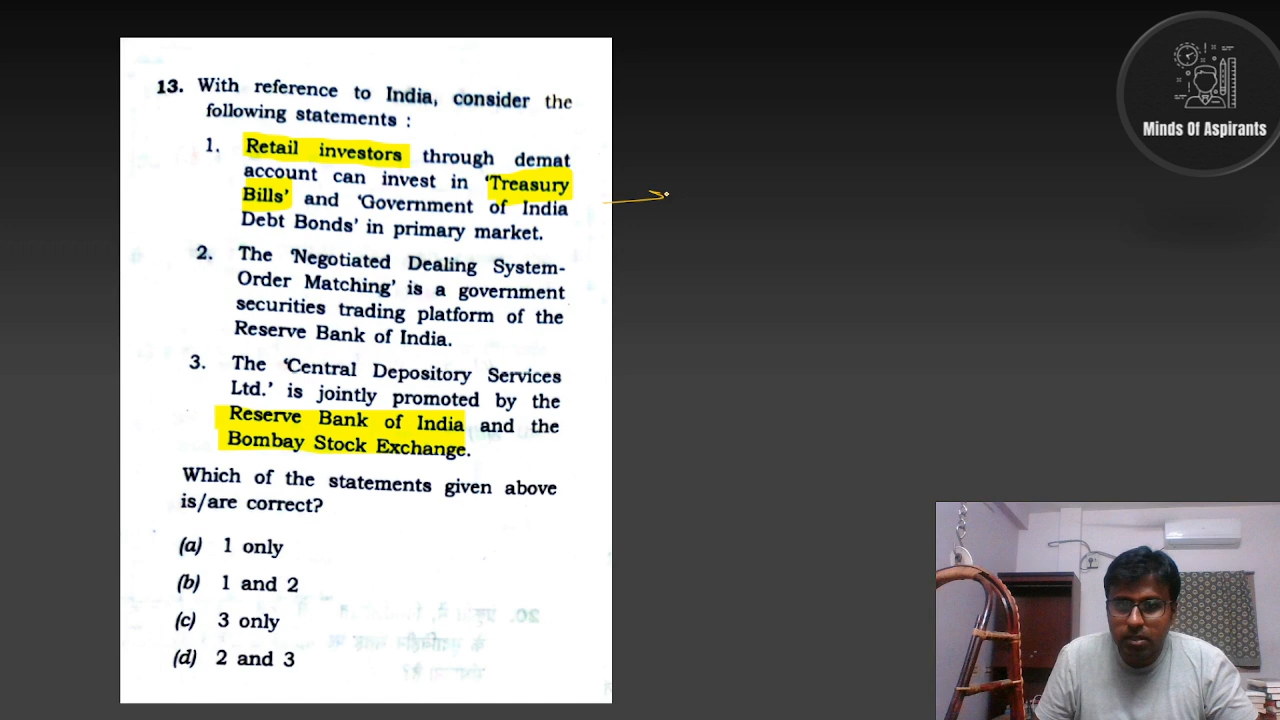 13. With reference to India, consider the
following statements :
1. Retail investors through demat
account can invest in ‘Treasury
Bills’ and ‘Government of India
Debt Bonds’ in primary market.
2. The ‘Negotiated Dealing System-
Order Matching’ is a government
securities trading platform of the
Reserve Bank of India.
3. The ‘Central Depository Services
Ltd.’ is jointly promoted by the
Reserve Bank of India and the
Bombay Stock Exchange.
Which of the statements given above
is/are correct?
(a) 1 only
(b) 1 and 2
(c) 3 only
(d) 2 and 3
Minds Of Aspirants